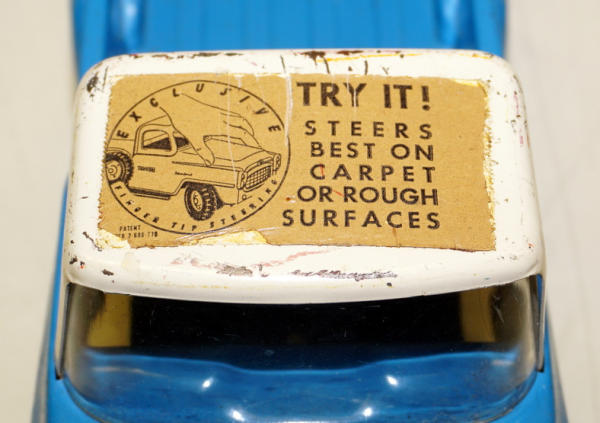 EXCLUSIVE
FINGER TIP STEERING
PATENT
TRY IT!
STEERS
BEST ON
CARPET
OR ROUGH
SURFACES